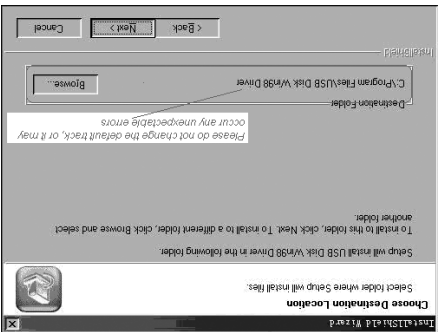 InstallShield Wizard
Choose Destination Location
Select folder where Setup will install files.
Setup will install USB Disk Win98 Driver in the following folder.
To install to this folder, click Next. To install to a different folder, click Browse and select
another folder.
Please do not change the default track, or it may
occur any unexpectable errors
Destination Folder
C:\Program Files\USB Disk Win98 Driver
Browse...
InstallShield
< Back
Next >
Cancel